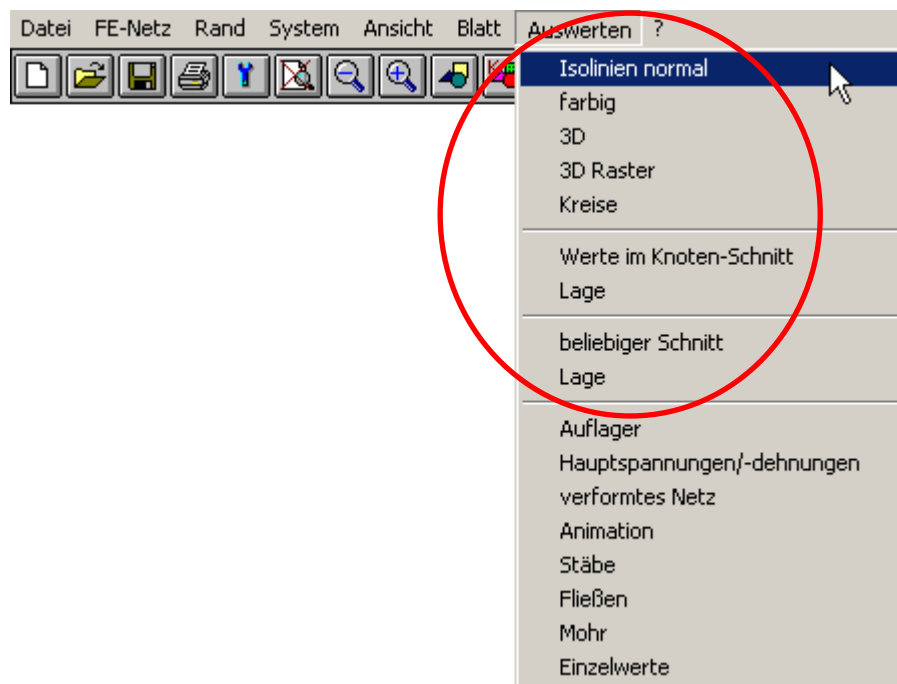 Datei FE-Netz Rand System Ansicht Blatt Auswerten ?
Isolinien normal
farbig
3D
3D Raster
Kreise
Werte im Knoten-Schnitt
Lage
beliebiger Schnitt
Lage
Auflager
Hauptspannungen/-dehnungen
verformtes Netz
Animation
Stäbe
Fließen
Mohr
Einzelwerte